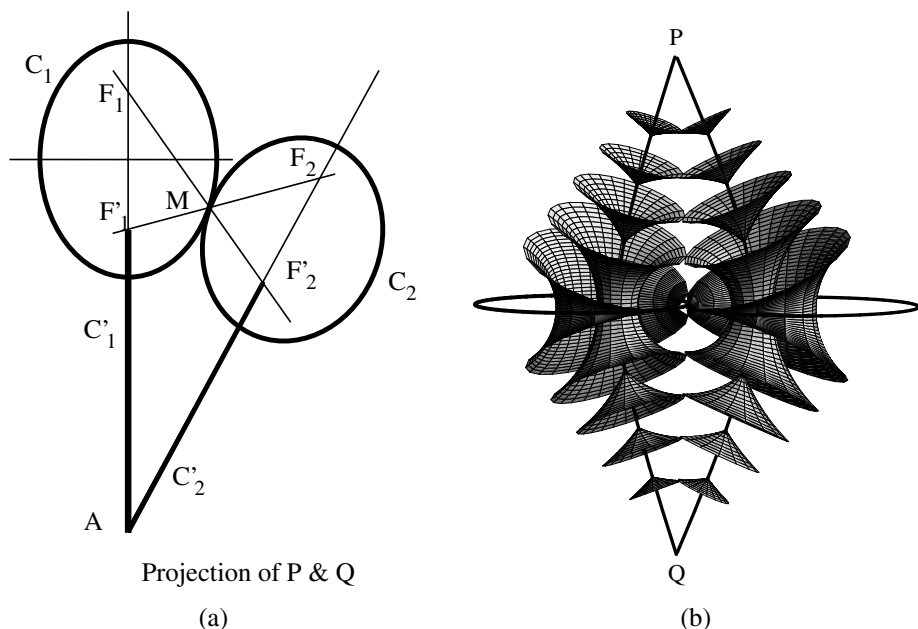 C1
F1
F'1
M
F2
F'2
C2
C'1
C'2
A
Projection of P & Q
(a)
P
Q
(b)